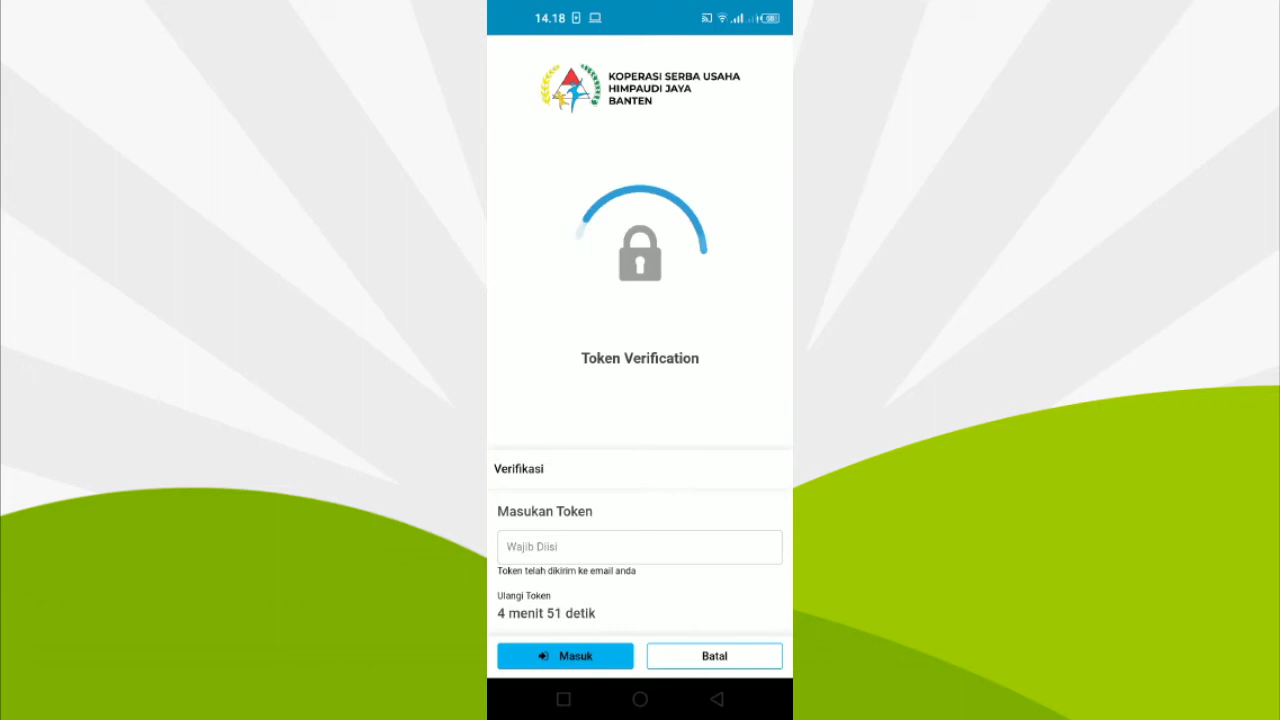 14.18
KOPERASI SERBA USAHA
HIMPAUDI JAYA
BANTEN
Token Verification
Verifikasi
Masukan Token
Wajib Diisi
Token telah dikirim ke email anda
Ulangi Token
4 menit 51 detik
Masuk
Batal